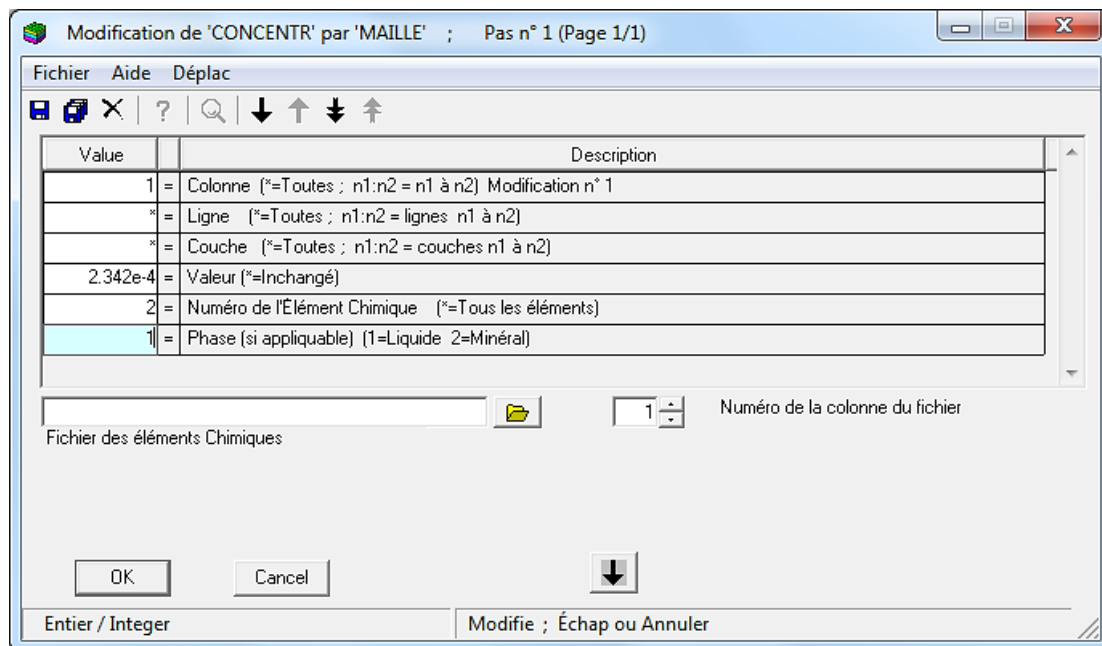 Modification de 'CONCENTR' par 'MAILLE' ; Pas n° 1 (Page 1/1)
Fichier Aide Déplac
Value Description
1 = Colonne (*=Toutes ; n1:n2 = n1 à n2) Modification n° 1
* = Ligne (*=Toutes ; n1:n2 = lignes n1 à n2)
* = Couche (*=Toutes ; n1:n2 = couches n1 à n2)
2.342e-4 = Valeur (*=Inchangé)
2 = Numéro de l'Élément Chimique (*=Tous les éléments)
1 = Phase (si appliquable) (1=Liquide 2=Minéral)
1 Numéro de la colonne du fichier
Fichier des éléments Chimiques
OK Cancel
Entier / Integer Modifie ; Échap ou Annuler